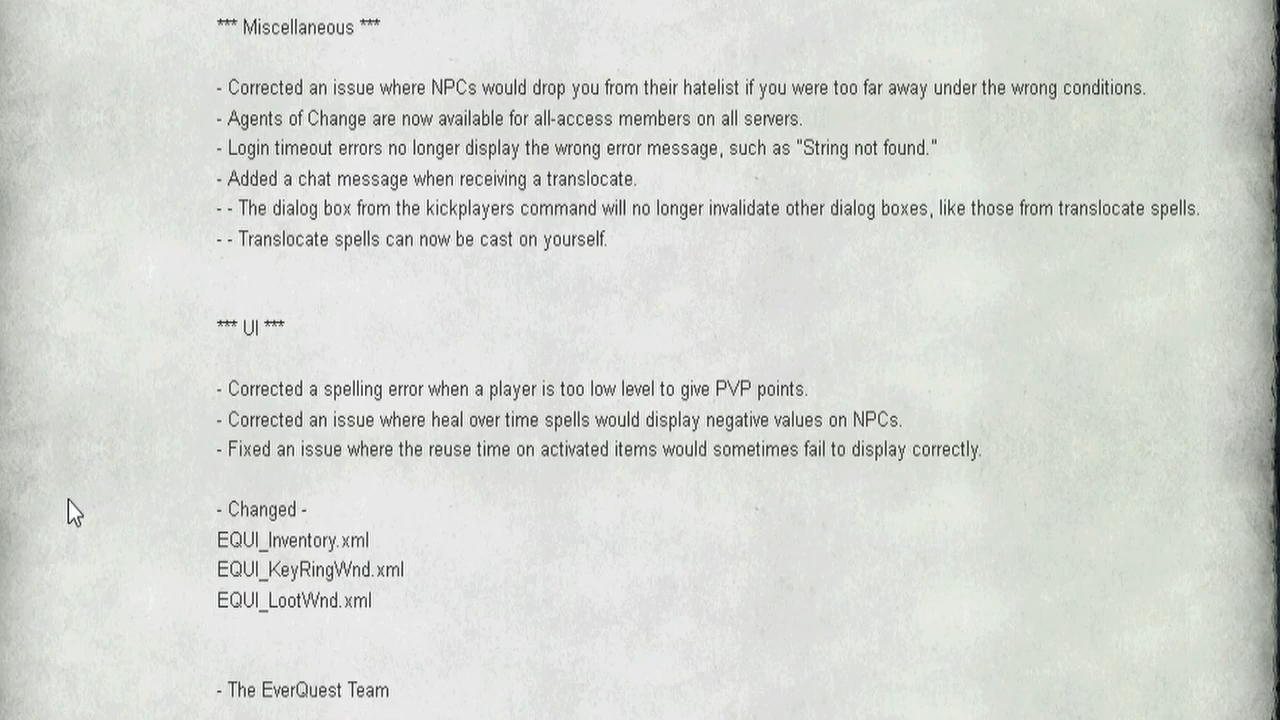 *** Miscellaneous ***
- Corrected an issue where NPCs would drop you from their hatelist if you were too far away under the wrong conditions.
- Agents of Change are now available for all-access members on all servers.
- Login timeout errors no longer display the wrong error message, such as "String not found."
- Added a chat message when receiving a translocate.
- - The dialog box from the kickplayers command will no longer invalidate other dialog boxes, like those from translocate spells.
- - Translocate spells can now be cast on yourself.
*** UI ***
- Corrected a spelling error when a player is too low level to give PVP points.
- Corrected an issue where heal over time spells would display negative values on NPCs.
- Fixed an issue where the reuse time on activated items would sometimes fail to display correctly.
- Changed -
EQUI_Inventory.xml
EQUI_KeyRingWnd.xml
EQUI_LootWnd.xml
- The EverQuest Team